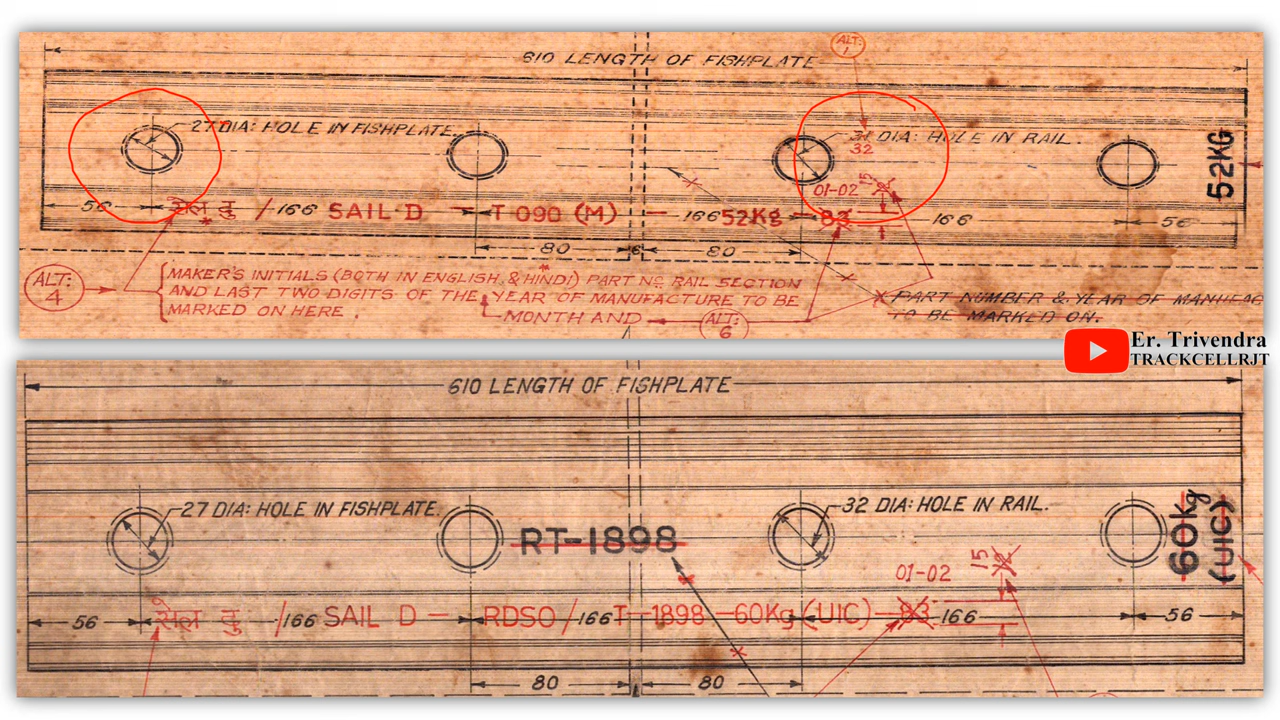 ALT: 1
610 LENGTH OF FISHPLATE
27 DIA: HOLE IN FISHPLATE.
31 DIA: HOLE IN RAIL.
32
52KG
01-02
15
56
सेल दु / 166 SAIL D — T 090 (M) — 166 52Kg — 83
166
56
80
6
80
ALT: 4
MAKER'S INITIALS (BOTH IN ENGLISH & HINDI) PART No. RAIL SECTION
AND LAST TWO DIGITS OF THE YEAR OF MANUFACTURE TO BE
MARKED ON HERE.
MONTH AND
ALT: 6
PART NUMBER & YEAR OF
TO BE MARKED ON.
Er. Trivendra
TRACKCELLRJT
610 LENGTH OF FISHPLATE
27 DIA: HOLE IN FISHPLATE.
32 DIA: HOLE IN RAIL.
RT-1898
60Kg
(UIC)
01-02
15
56
सेल दु / 166 SAIL D — RDSO / 166 T-1898 — 60Kg (UIC) — 83
166
56
80
80